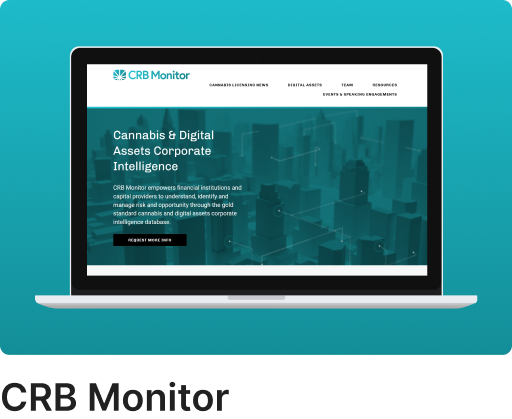 CRB Monitor
CANNABIS LICENSING NEWS DIGITAL ASSETS TEAM RESOURCES
EVENTS & SPEAKING ENGAGEMENTS
Cannabis & Digital
Assets Corporate
Intelligence
CRB Monitor empowers financial institutions and
capital providers to understand, identify and
manage risk and opportunity through the gold
standard cannabis and digital assets corporate
intelligence database.
REQUEST MORE INFO
CRB Monitor